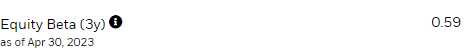 Equity Beta (3y) 0.59
as of Apr 30, 2023